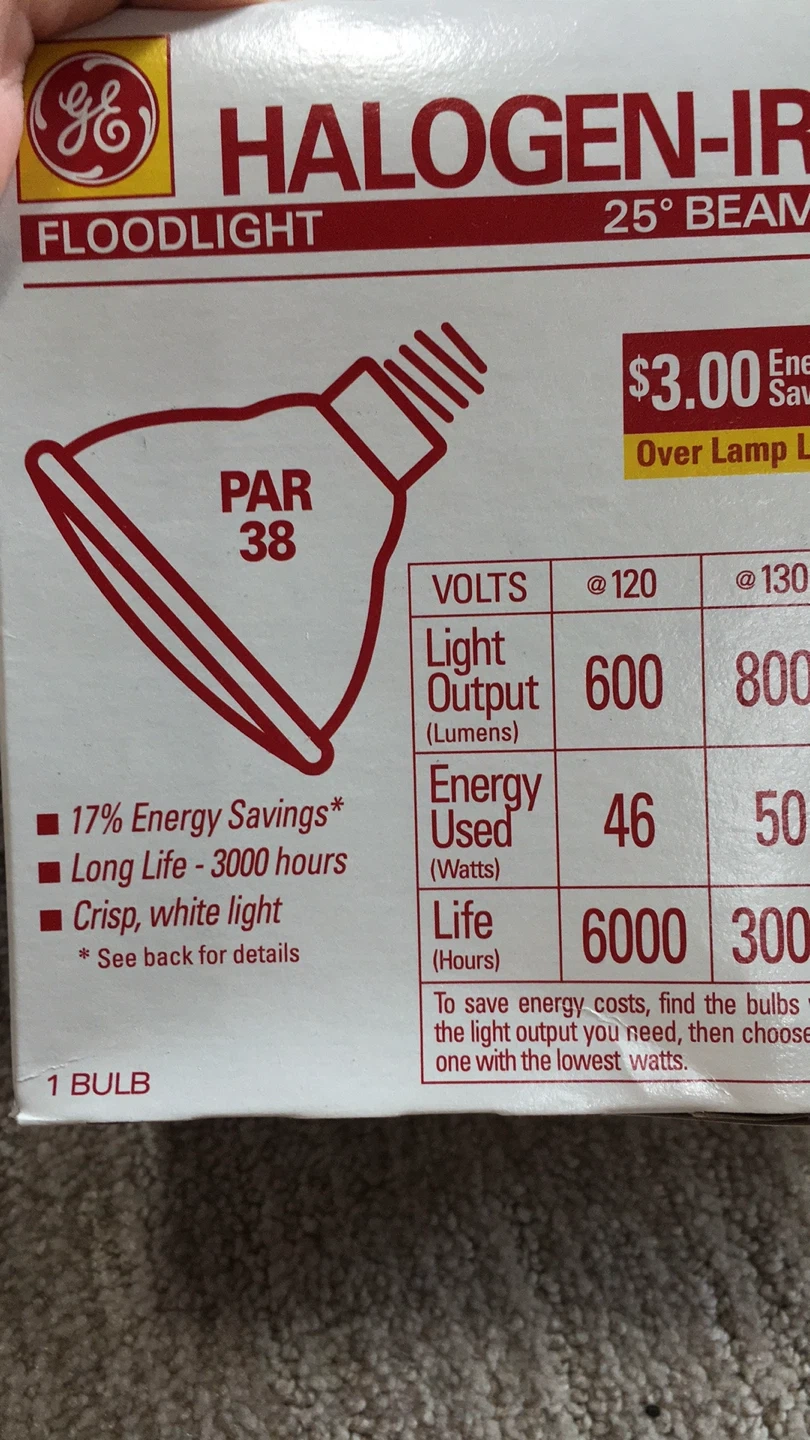 GE
HALOGEN-IR
FLOODLIGHT 25° BEAM
$3.00
Over Lamp
PAR
38
VOLTS @120 @130
Light
Output
(Lumens)
600 800
Energy
Used
(Watts)
46 50
Life
(Hours)
6000 300
■ 17% Energy Savings*
■ Long Life - 3000 hours
■ Crisp, white light
* See back for details
To save energy costs, find the bulbs
the light output you need, then choose
one with the lowest watts.
1 BULB